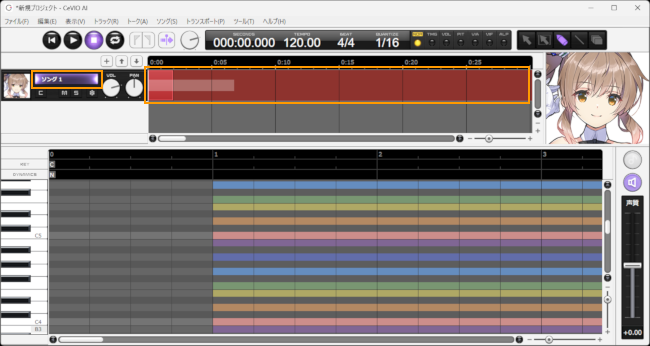 *新規プロジェクト - CeVIO AI
ファイル(F) 編集(E) 表示(V) トラック(R) トーク(A) ソング(S) トランスポート(P) ツール(T) ヘルプ(H)
SECONDS TEMPO BEAT QUANTIZE
000:00.000 120.00 4/4 1/16
TMG VOL PIT VIA VIF ALP
ソング 1
VOL PAN
C M S
0:00 0:05 0:10 0:15 0:20 0:25
0 1 2 3
KEY C
DYNAMICS N
声質
C5
C4
B3
+0.00